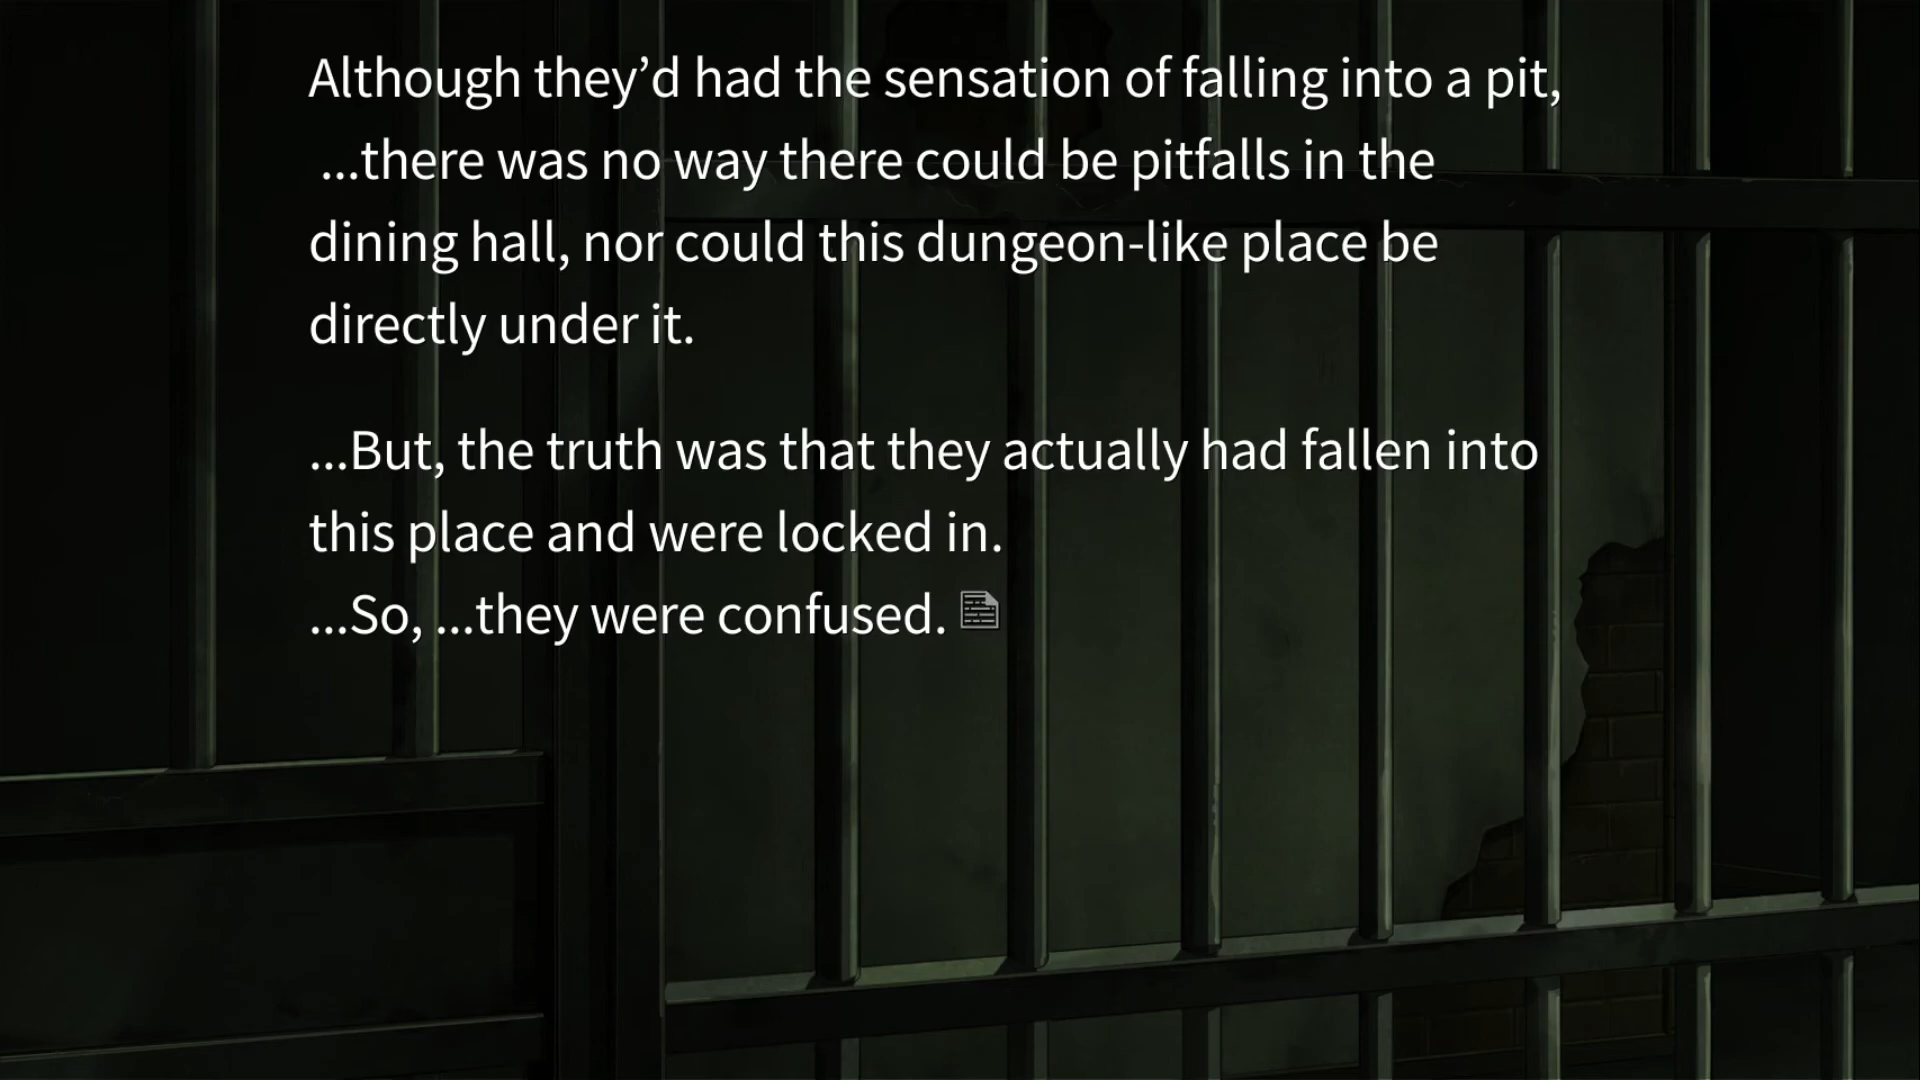 Although they’d had the sensation of falling into a pit,
...there was no way there could be pitfalls in the
dining hall, nor could this dungeon-like place be
directly under it.
...But, the truth was that they actually had fallen into
this place and were locked in.
...So, ...they were confused.